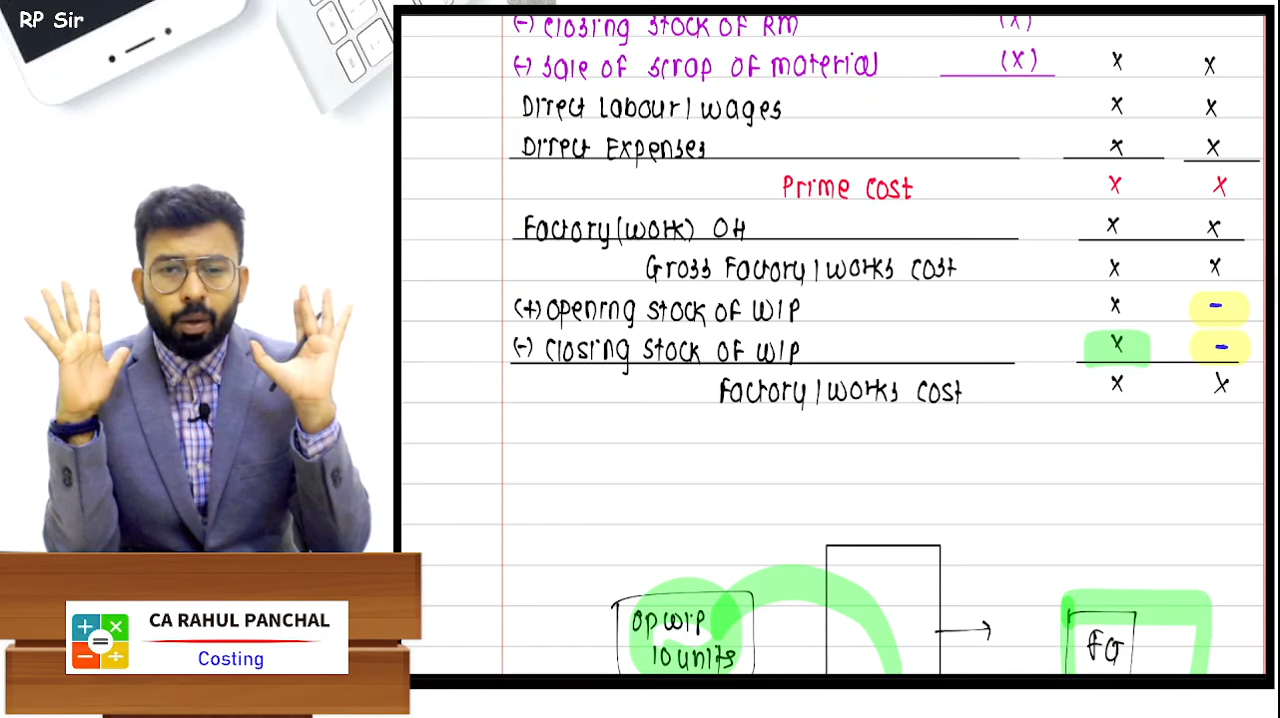 RP Sir
(-) Closing Stock of RM (X)
(-) Sale of scrap of material (X) X X
Direct Labour / wages X X
Direct Expenses X X
Prime cost X X
Factory (work) OH X X
Gross Factory / works cost X X
(+) opening stock of WIP X -
(-) closing stock of WIP X -
Factory / works cost X X
op WIP
10 units
FG
CA RAHUL PANCHAL
Costing